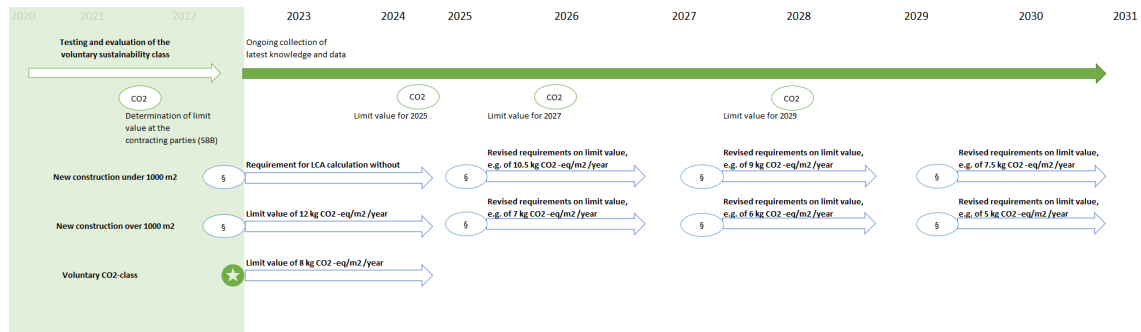 2020 2021 2022 2023 2024 2025 2026 2027 2028 2029 2030 2031
Testing and evaluation of the
voluntary sustainability class
Ongoing collection of
latest knowledge and data
CO2 CO2 CO2 CO2
Determination of limit
value at the
contracting parties (SBB)
Limit value for 2025
Limit value for 2027
Limit value for 2029
New construction under 1000 m2
§
Requirement for LCA calculation without
§
Revised requirements on limit value,
e.g. of 10.5 kg CO2 -eq/m2 /year
§
Revised requirements on limit value,
e.g. of 9 kg CO2 -eq/m2 /year
§
Revised requirements on limit value,
e.g. of 7.5 kg CO2 -eq/m2 /year
New construction over 1000 m2
§
Limit value of 12 kg CO2 -eq/m2 /year
§
Revised requirements on limit value,
e.g. of 7 kg CO2 -eq/m2 /year
§
Revised requirements on limit value,
e.g. of 6 kg CO2 -eq/m2 /year
§
Revised requirements on limit value,
e.g. of 5 kg CO2 -eq/m2 /year
Voluntary CO2-class
Limit value of 8 kg CO2 -eq/m2 /year